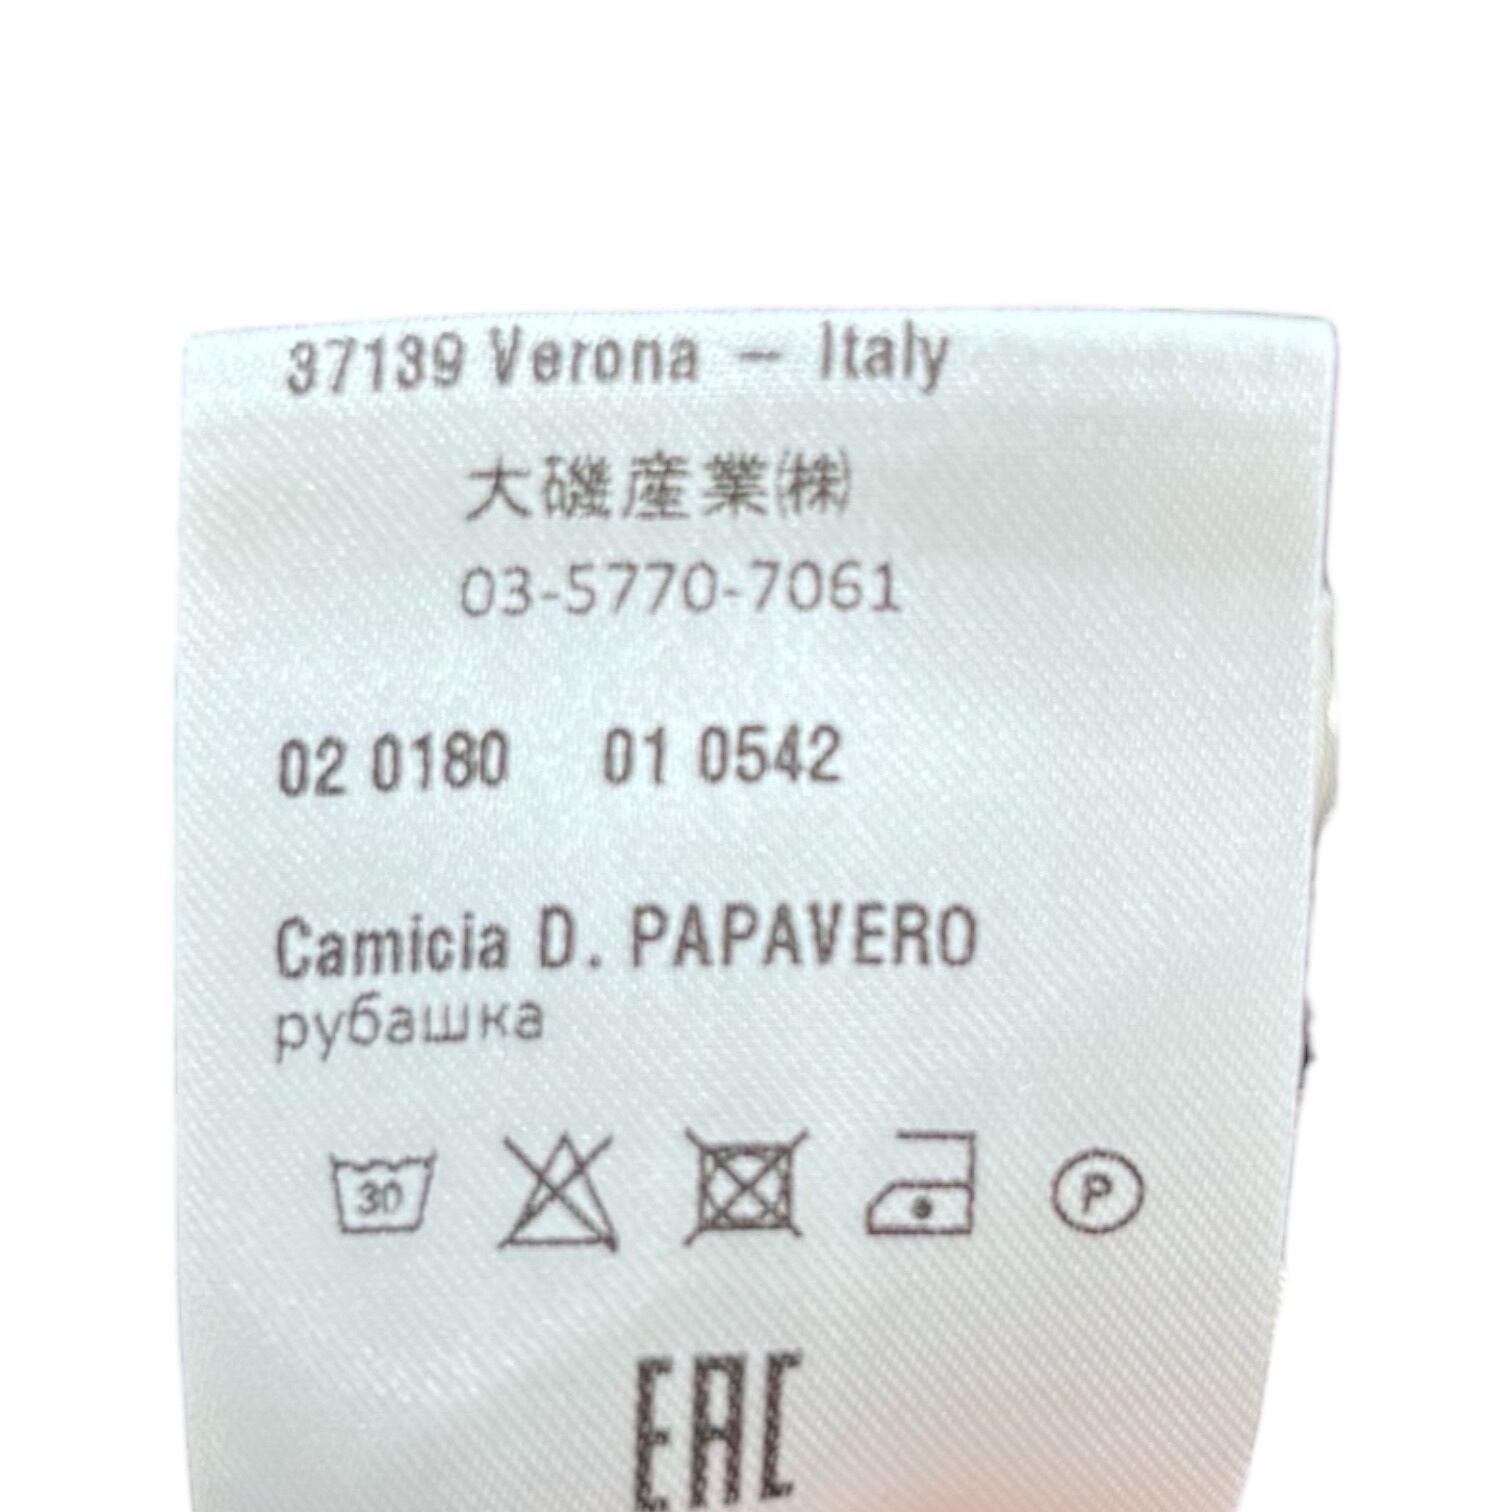 37139 Verona – Italy
大磯産業㈱
03-5770-7061
02 0180 01 0542
Camicia D. PAPAVERO
рубашка
30 P
EAC